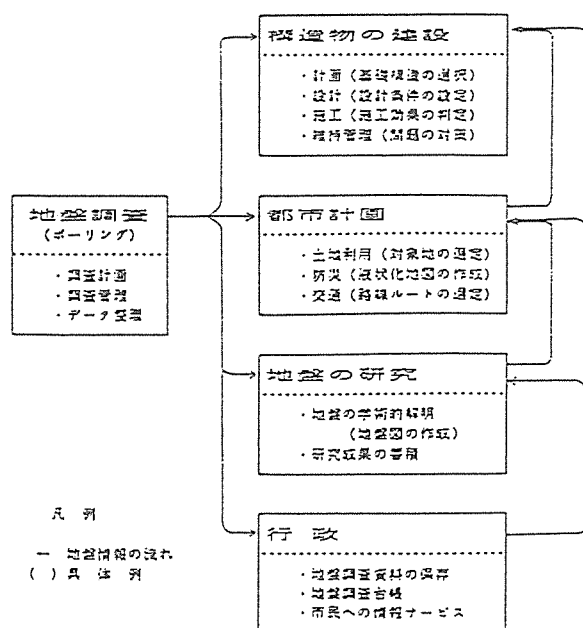 構造物の建設
・計画（基礎構造の選択）
・設計（設計条件の設定）
・施工（施工効果の判定）
・維持管理（問題の対策）
地盤調査
（ボーリング）
・調査計画
・調査管理
・データ整理
都市計画
・土地利用（対象地の選定）
・防災（液状化地図の作成）
・交通（路線ルートの選定）
地盤の研究
・地盤の学術的解明
（地盤図の作成）
・研究成果の蓄積
行政
・地盤調査資料の保存
・地盤調査台帳
・市民への情報サービス
凡 例
― 地盤情報の流れ
（ ）具 体 例